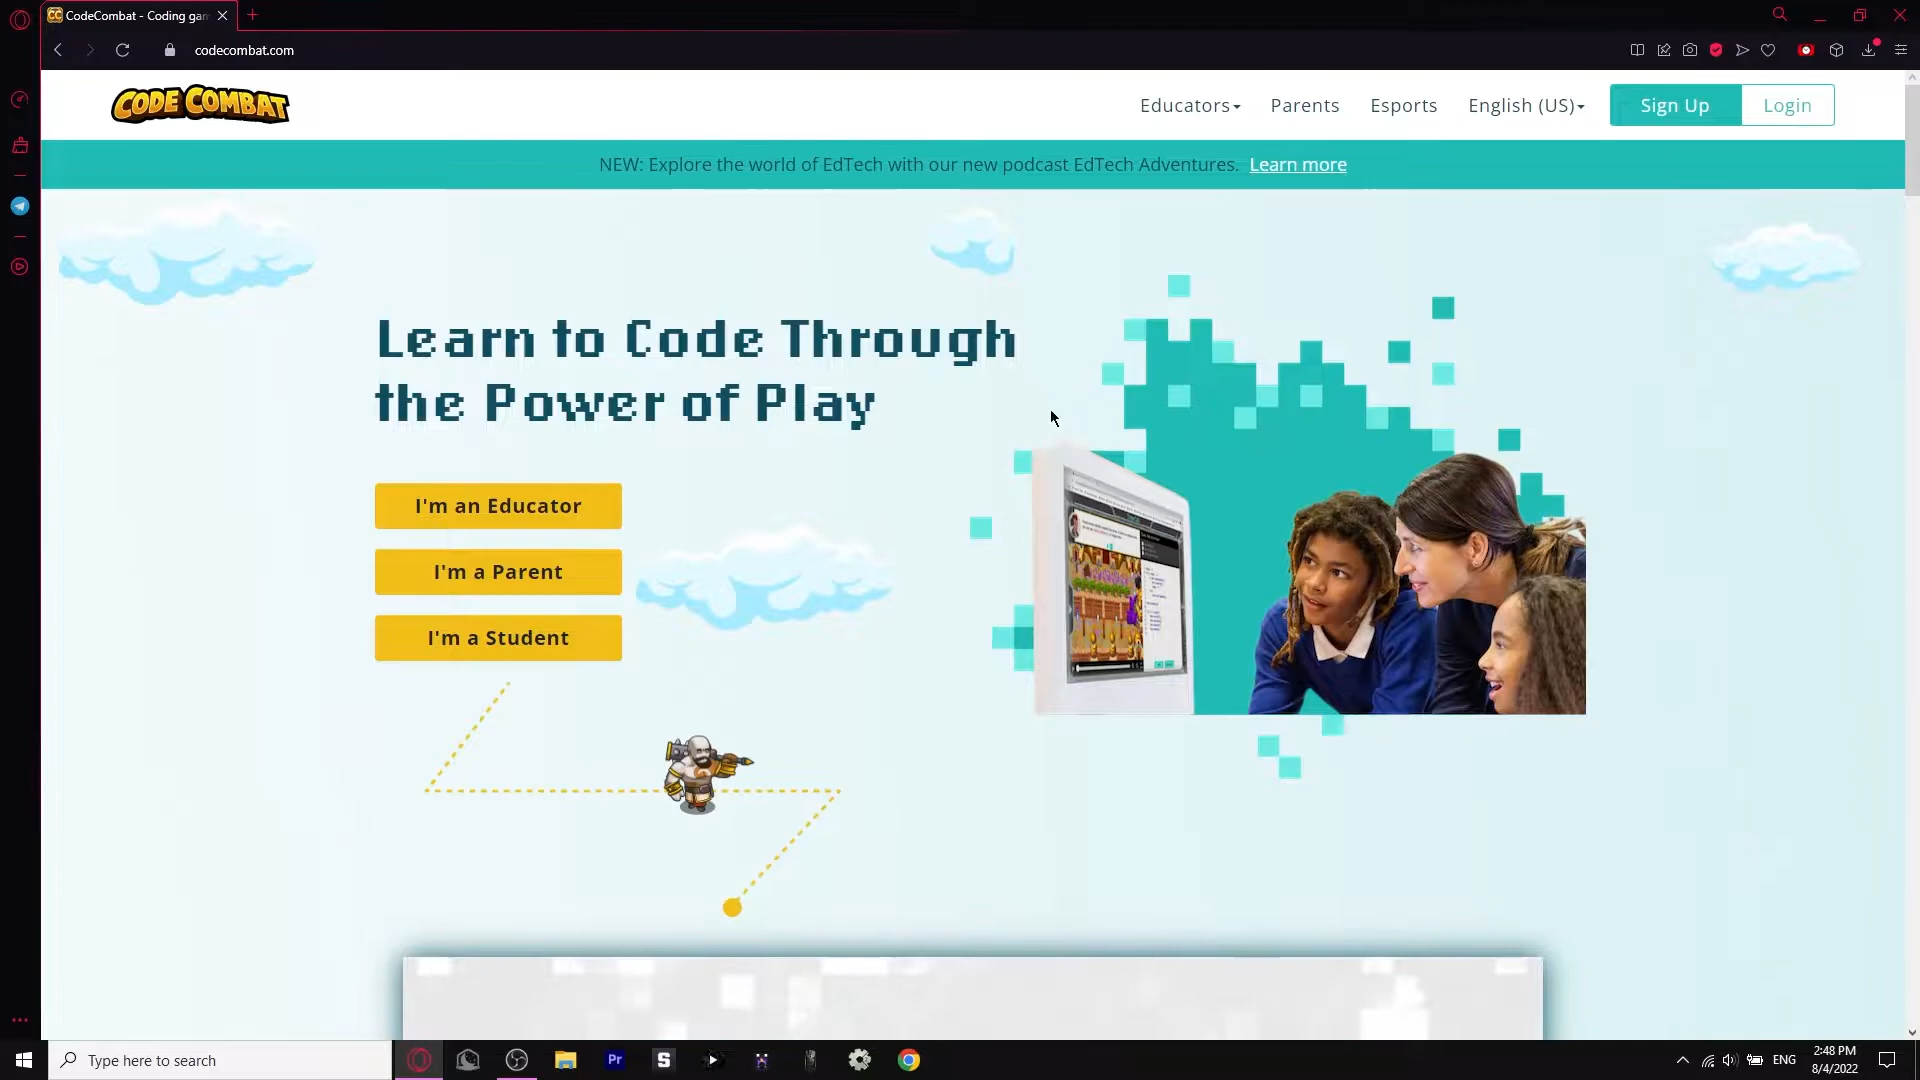 CodeCombat - Coding gam
codecombat.com
CODE COMBAT
Educators
Parents
Esports
English (US)
Sign Up
Login
NEW: Explore the world of EdTech with our new podcast EdTech Adventures. Learn more
Learn to Code Through
the Power of Play
I'm an Educator
I'm a Parent
I'm a Student
Type here to search
Pr
S
ENG
2:48 PM
8/4/2022